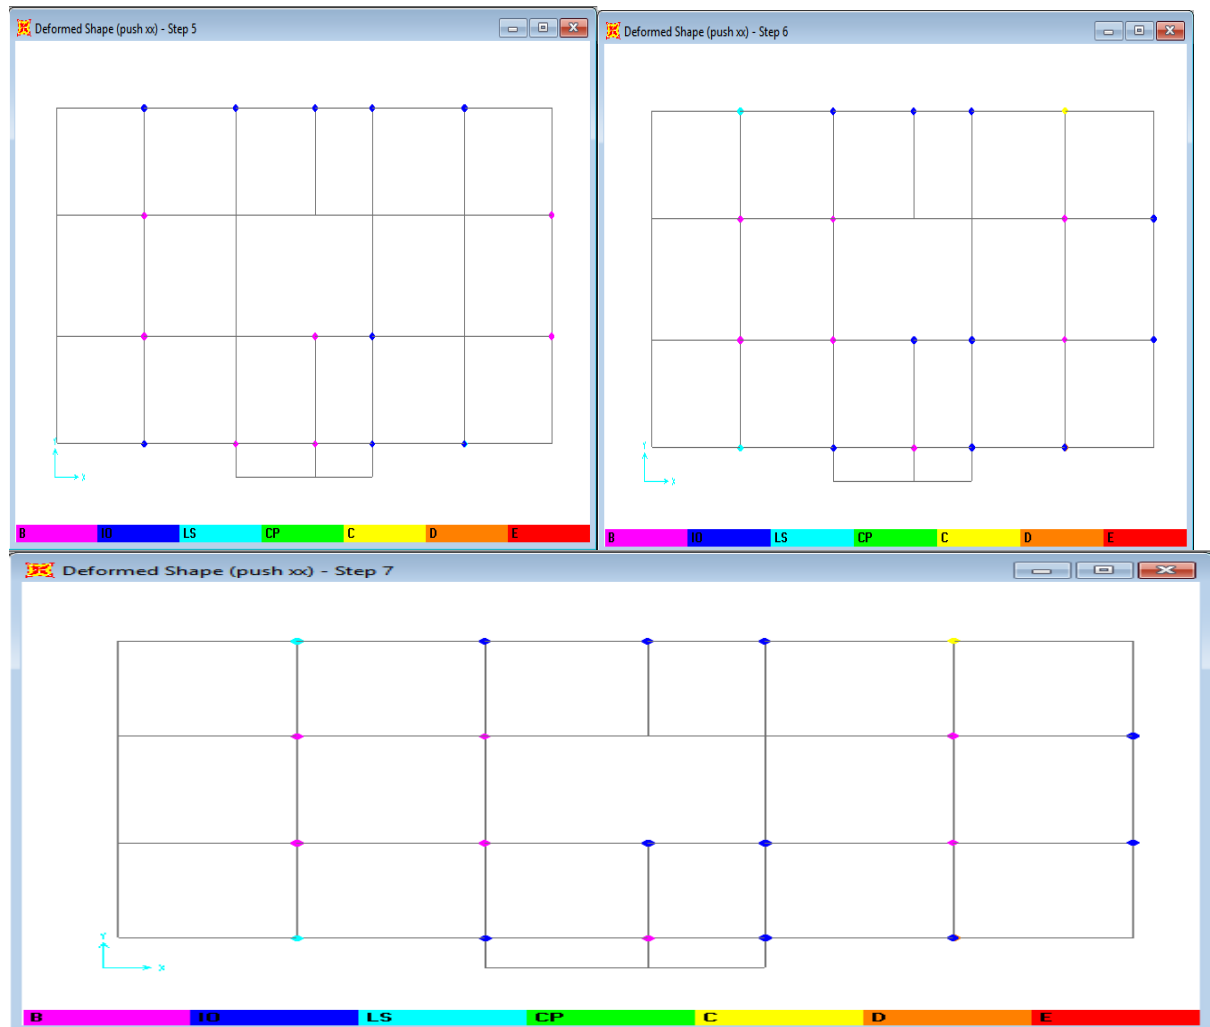 Deformed Shape (push xx) - Step 5
Y
X
B IO LS CP C D E
Deformed Shape (push xx) - Step 6
Y
X
B IO LS CP C D E
Deformed Shape (push xx) - Step 7
Y
X
B IO LS CP C D E